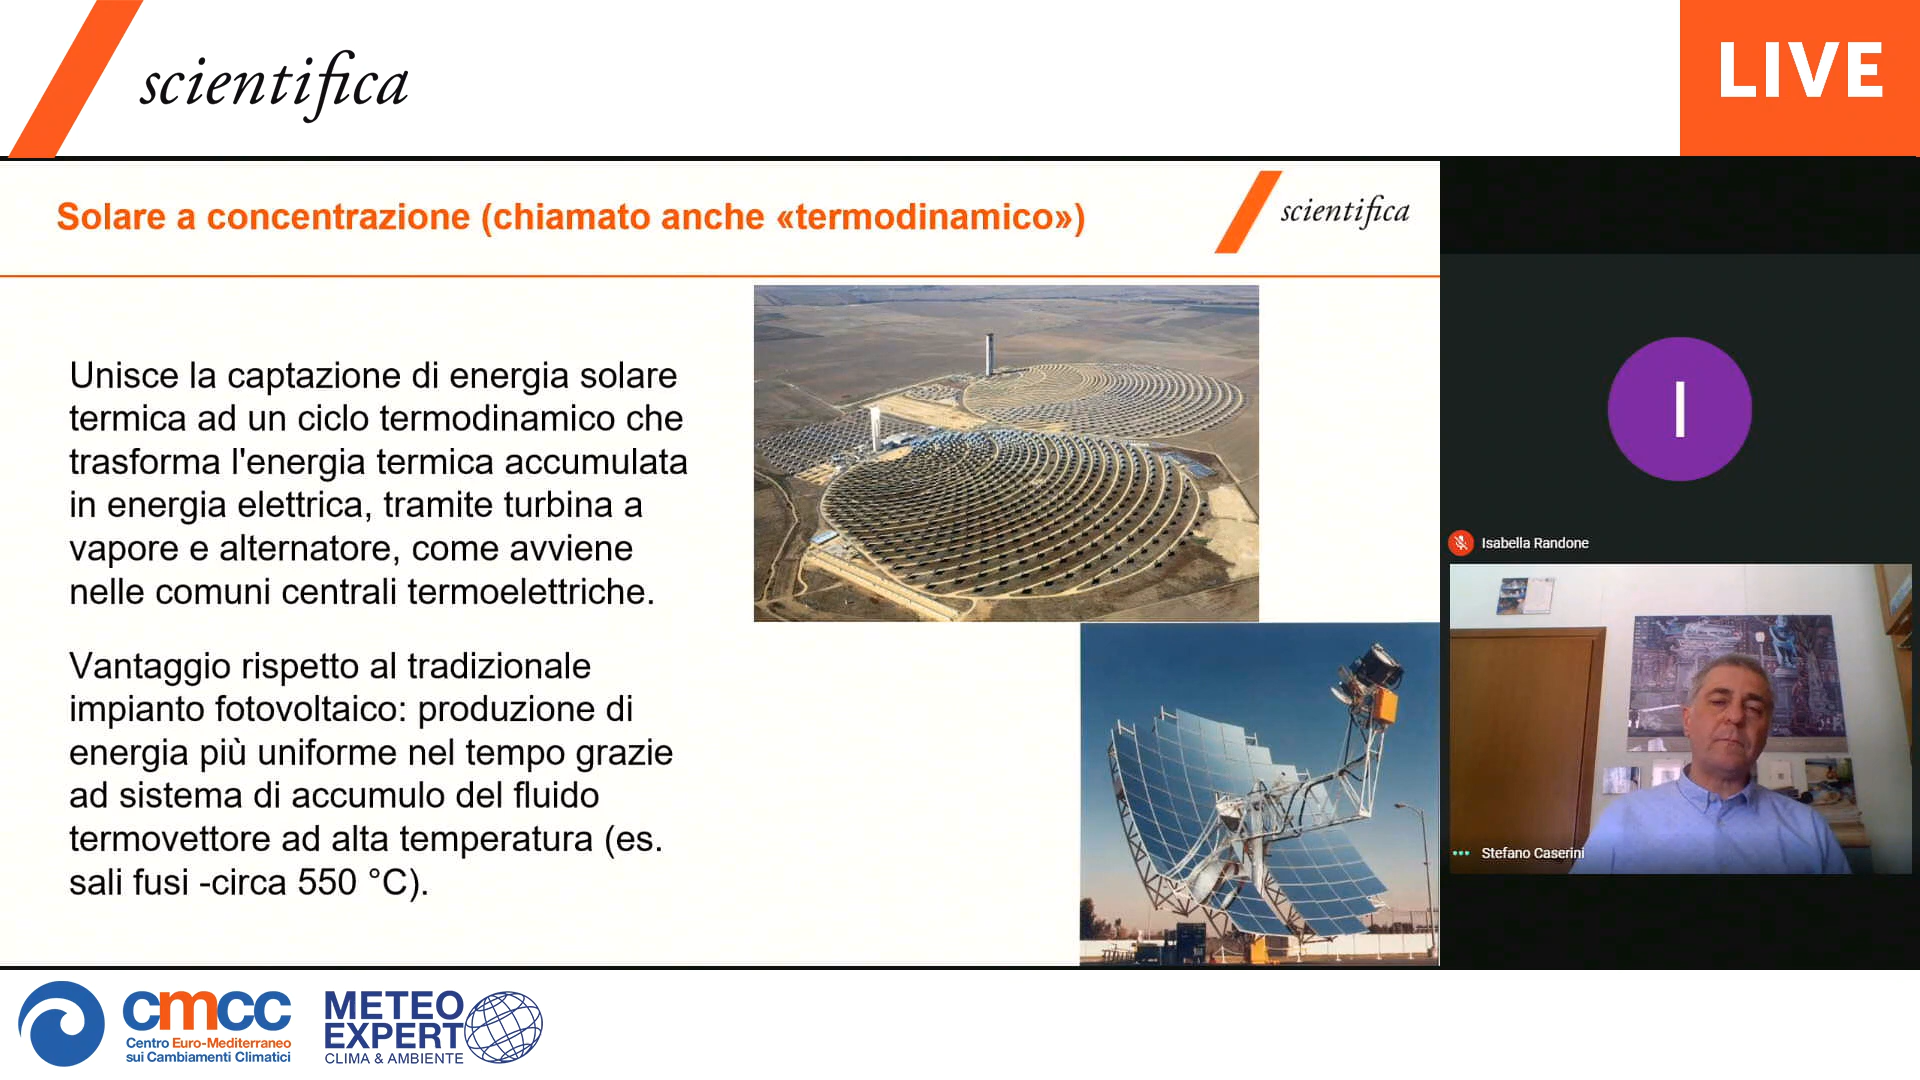 scientifica
LIVE
Solare a concentrazione (chiamato anche «termodinamico»)
scientifica
Unisce la captazione di energia solare
termica ad un ciclo termodinamico che
trasforma l'energia termica accumulata
in energia elettrica, tramite turbina a
vapore e alternatore, come avviene
nelle comuni centrali termoelettriche.
Vantaggio rispetto al tradizionale
impianto fotovoltaico: produzione di
energia più uniforme nel tempo grazie
ad sistema di accumulo del fluido
termovettore ad alta temperatura (es.
sali fusi -circa 550 °C).
I
Isabella Randone
Stefano Caserini
cmcc
Centro Euro-Mediterraneo
sui Cambiamenti Climatici
METEO
EXPERT
CLIMA & AMBIENTE